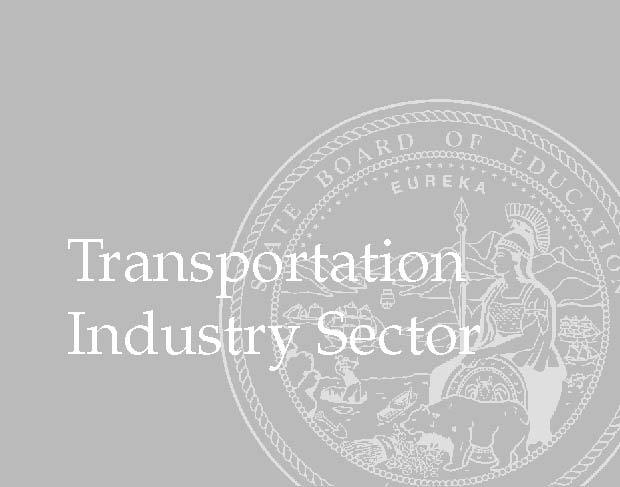 STATE BOARD OF EDUCATION
EUREKA
Transportation
Industry Sector